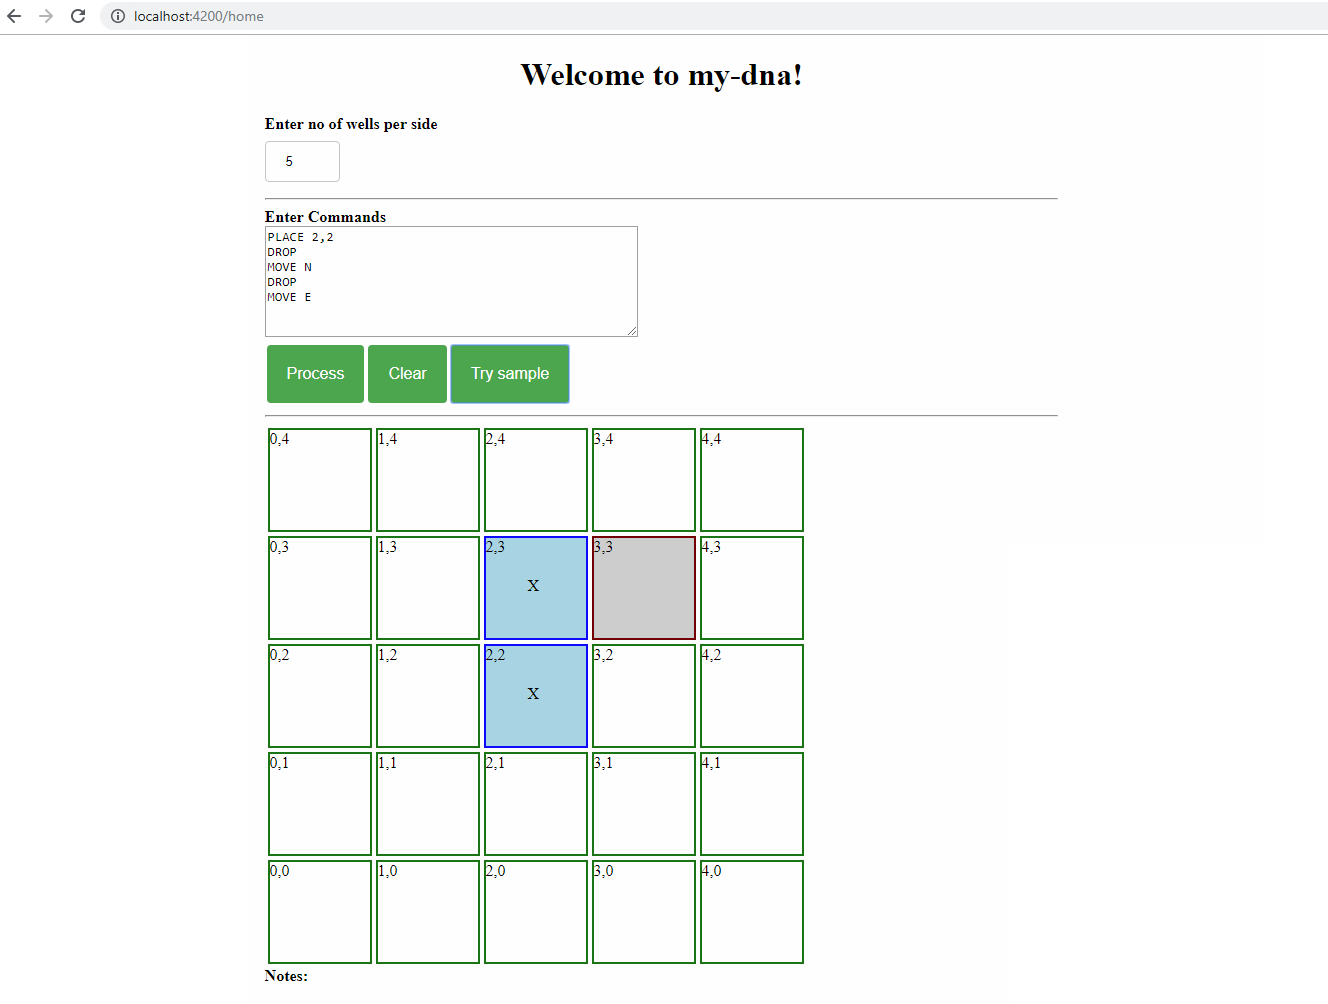 localhost:4200/home
Welcome to my-dna!
Enter no of wells per side
5
Enter Commands
PLACE 2,2
DROP
MOVE N
DROP
MOVE E
Process Clear Try sample
0,4 1,4 2,4 3,4 4,4
0,3 1,3 2,3 3,3 4,3
X
0,2 1,2 2,2 3,2 4,2
X
0,1 1,1 2,1 3,1 4,1
0,0 1,0 2,0 3,0 4,0
Notes: